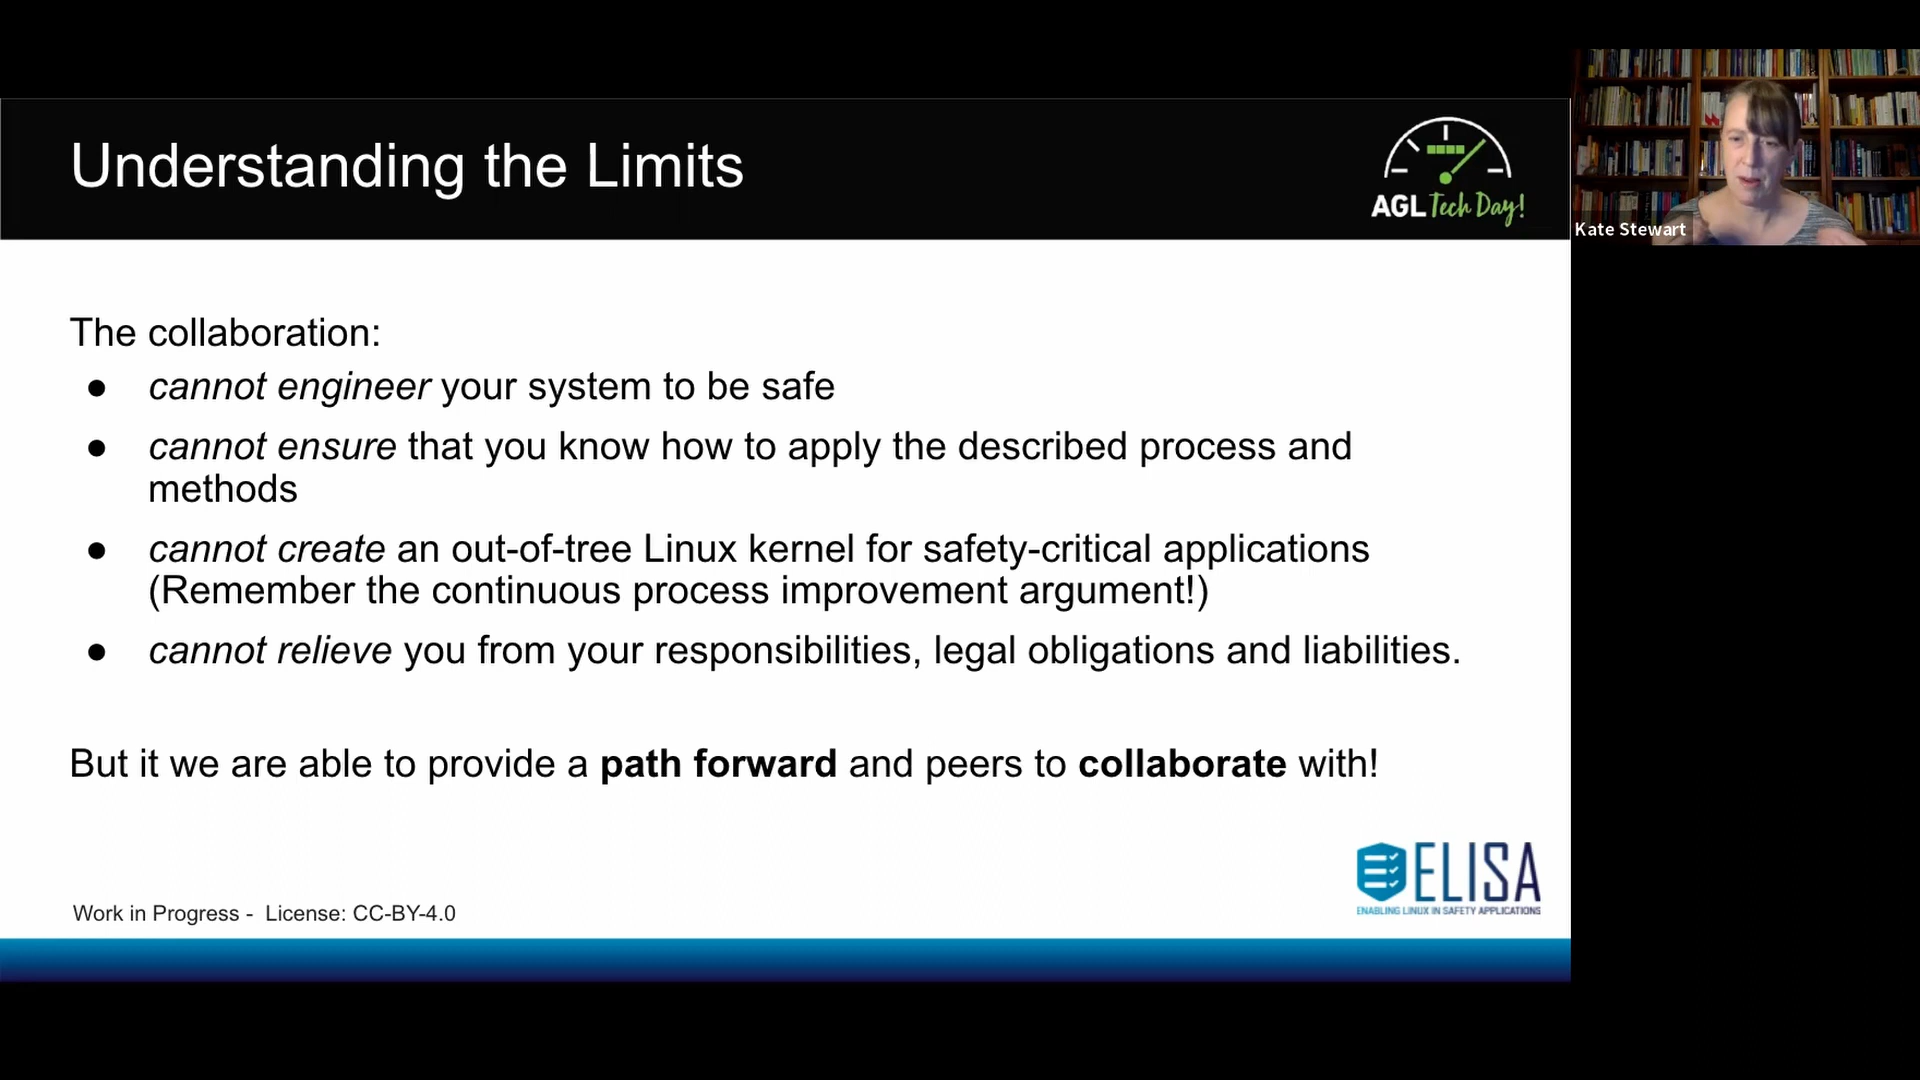 Understanding the Limits
AGL Tech Day!
Kate Stewart
The collaboration:
● cannot engineer your system to be safe
● cannot ensure that you know how to apply the described process and
methods
● cannot create an out-of-tree Linux kernel for safety-critical applications
(Remember the continuous process improvement argument!)
● cannot relieve you from your responsibilities, legal obligations and liabilities.
But it we are able to provide a path forward and peers to collaborate with!
ELISA
ENABLING LINUX IN SAFETY APPLICATIONS
Work in Progress - License: CC-BY-4.0